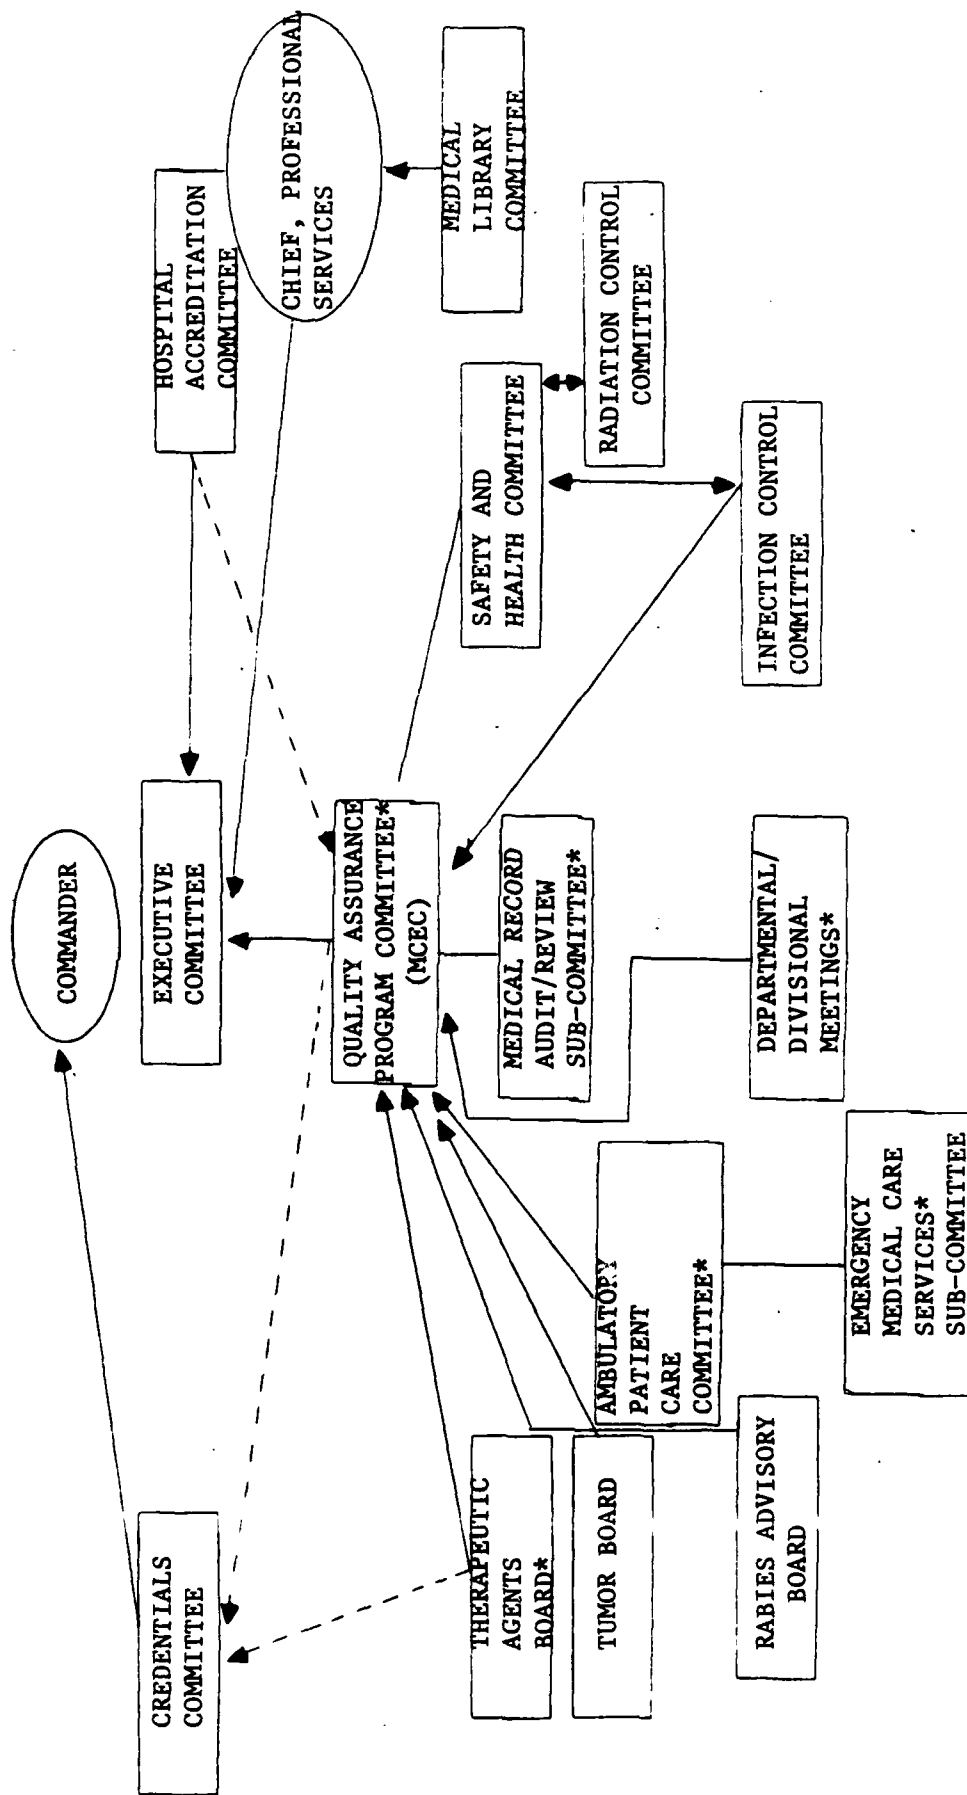 COMMANDER
CREDENTIALS
COMMITTEE
EXECUTIVE
COMMITTEE
HOSPITAL
ACCREDITATION
COMMITTEE
CHIEF, PROFESSIONAL
SERVICES
QUALITY ASSURANCE
PROGRAM COMMITTEE*
(MCEC)
MEDICAL LIBRARY
COMMITTEE
THERAPEUTIC
AGENTS
BOARD*
MEDICAL RECORD
AUDIT/REVIEW
SUB-COMMITTEE*
SAFETY AND
HEALTH COMMITTEE
TUMOR BOARD
AMBULATORY
PATIENT
CARE
COMMITTEE*
RADIATION CONTROL
COMMITTEE
RABIES ADVISORY
BOARD
DEPARTMENTAL/
DIVISIONAL
MEETINGS*
INFECTION CONTROL
COMMITTEE
EMERGENCY
MEDICAL CARE
SERVICES*
SUB-COMMITTEE